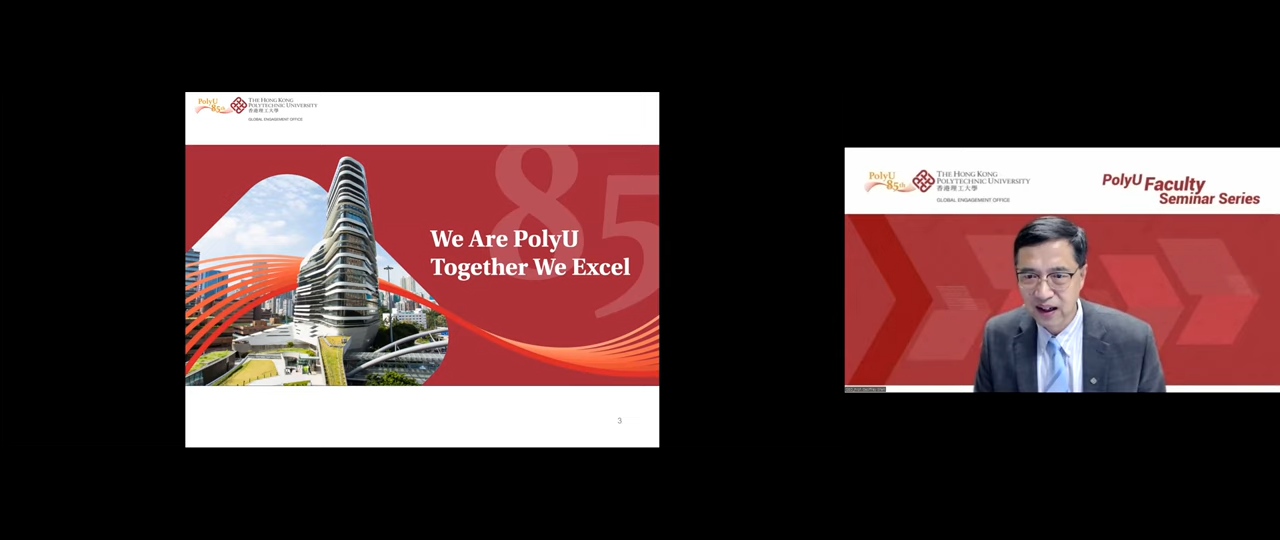 PolyU
85th
THE HONG KONG
POLYTECHNIC UNIVERSITY
香港理工大學
GLOBAL ENGAGEMENT OFFICE
85
We Are PolyU
Together We Excel
3
PolyU
85th
THE HONG KONG
POLYTECHNIC UNIVERSITY
香港理工大學
GLOBAL ENGAGEMENT OFFICE
PolyU Faculty
Seminar Series